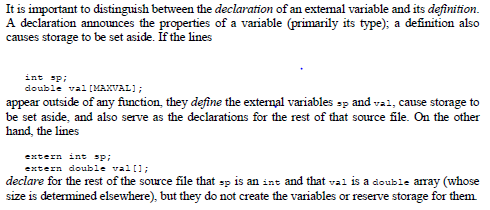 It is important to distinguish between the declaration of an external variable and its definition.
A declaration announces the properties of a variable (primarily its type); a definition also
causes storage to be set aside. If the lines
int sp;
double val[MAXVAL];
appear outside of any function, they define the external variables sp and val, cause storage to
be set aside, and also serve as the declarations for the rest of that source file. On the other
hand, the lines
extern int sp;
extern double val[];
declare for the rest of the source file that sp is an int and that val is a double array (whose
size is determined elsewhere), but they do not create the variables or reserve storage for them.